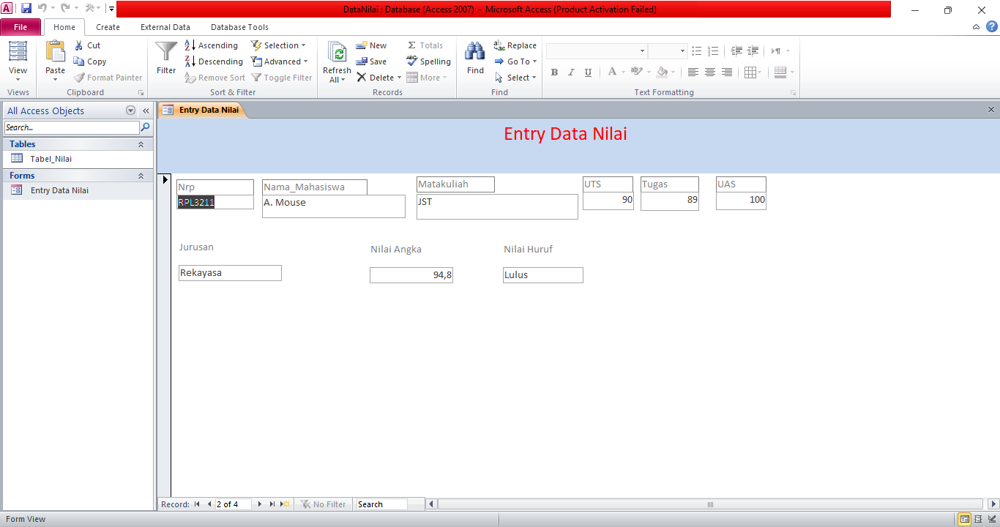 DataNilai : Database (Access 2007) - Microsoft Access (Product Activation Failed)
File Home Create External Data Database Tools
View
Views
Paste
Cut
Copy
Format Painter
Clipboard
Filter
Ascending
Descending
Remove Sort
Selection
Advanced
Toggle Filter
Sort & Filter
Refresh
All
New
Save
Delete
Totals
Spelling
More
Records
Find
Replace
Go To
Select
Find
B I U A
Text Formatting
All Access Objects
Search...
Tables
Tabel_Nilai
Forms
Entry Data Nilai
Entry Data Nilai
Entry Data Nilai
Nrp Nama_Mahasiswa Matakuliah UTS Tugas UAS
RPL3211 A. Mouse JST 90 89 100
Jurusan Nilai Angka Nilai Huruf
Rekayasa 94,8 Lulus
Record: 2 of 4 No Filter Search
Form View